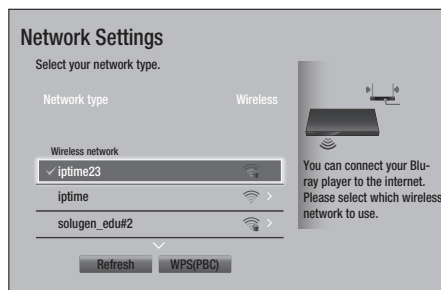 Network Settings
Select your network type.
Network type Wireless
Wireless network
iptime23
iptime
solugen_edu#2
Refresh WPS(PBC)
You can connect your Blu-
ray player to the internet.
Please select which wireless
network to use.